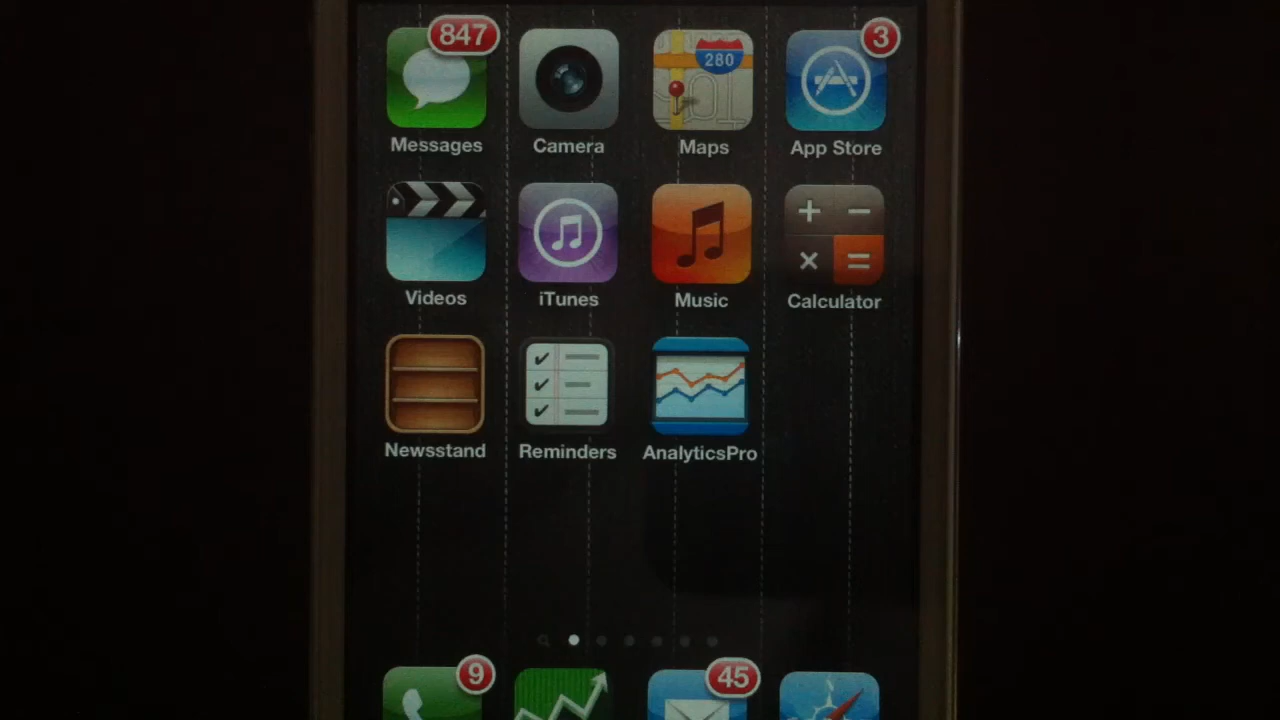 847
3
280
Messages Camera Maps App Store
Videos iTunes Music Calculator
Newsstand Reminders AnalyticsPro
9
45